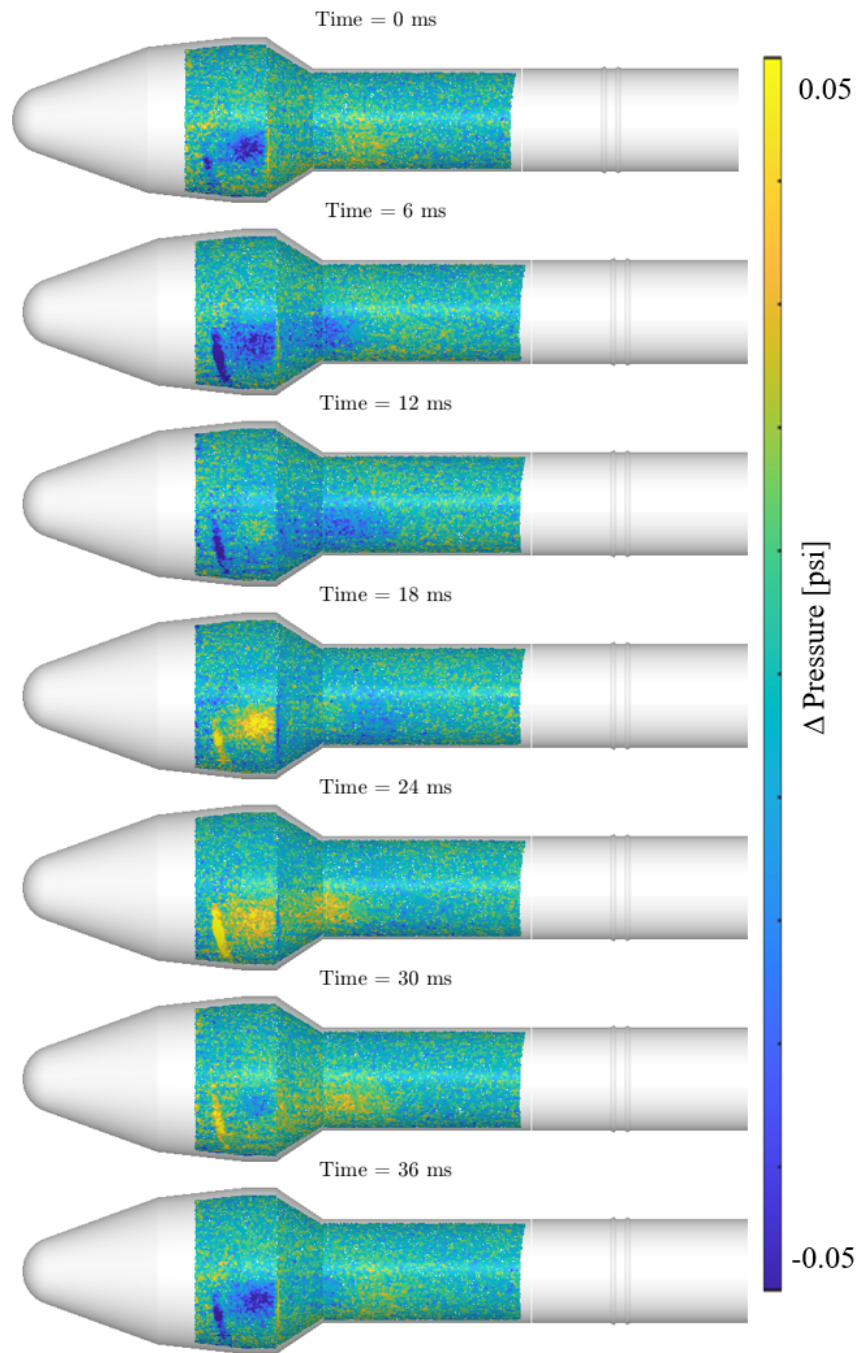 Time = 0 ms
0.05
Time = 6 ms
Time = 12 ms
Time = 18 ms
Δ Pressure [psi]
Time = 24 ms
Time = 30 ms
Time = 36 ms
-0.05